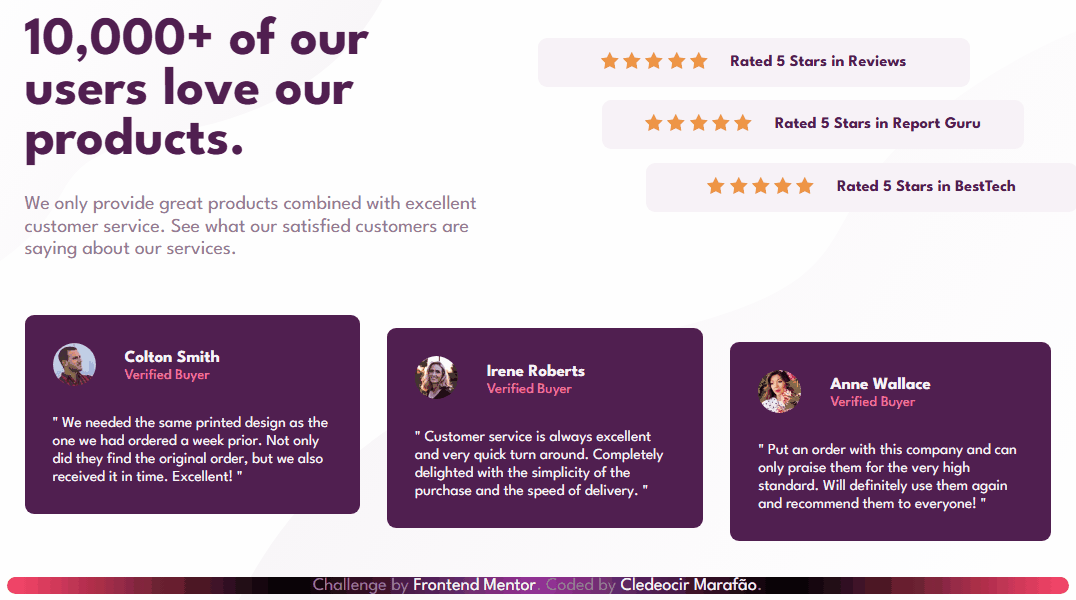 10,000+ of our
users love our
products.
We only provide great products combined with excellent
customer service. See what our satisfied customers are
saying about our services.
Rated 5 Stars in Reviews
Rated 5 Stars in Report Guru
Rated 5 Stars in BestTech
Colton Smith
Verified Buyer
" We needed the same printed design as the
one we had ordered a week prior. Not only
did they find the original order, but we also
received it in time. Excellent! "
Irene Roberts
Verified Buyer
" Customer service is always excellent
and very quick turn around. Completely
delighted with the simplicity of the
purchase and the speed of delivery. "
Anne Wallace
Verified Buyer
" Put an order with this company and can
only praise them for the very high
standard. Will definitely use them again
and recommend them to everyone! "
Challenge by Frontend Mentor. Coded by Cledeocir Marafão.